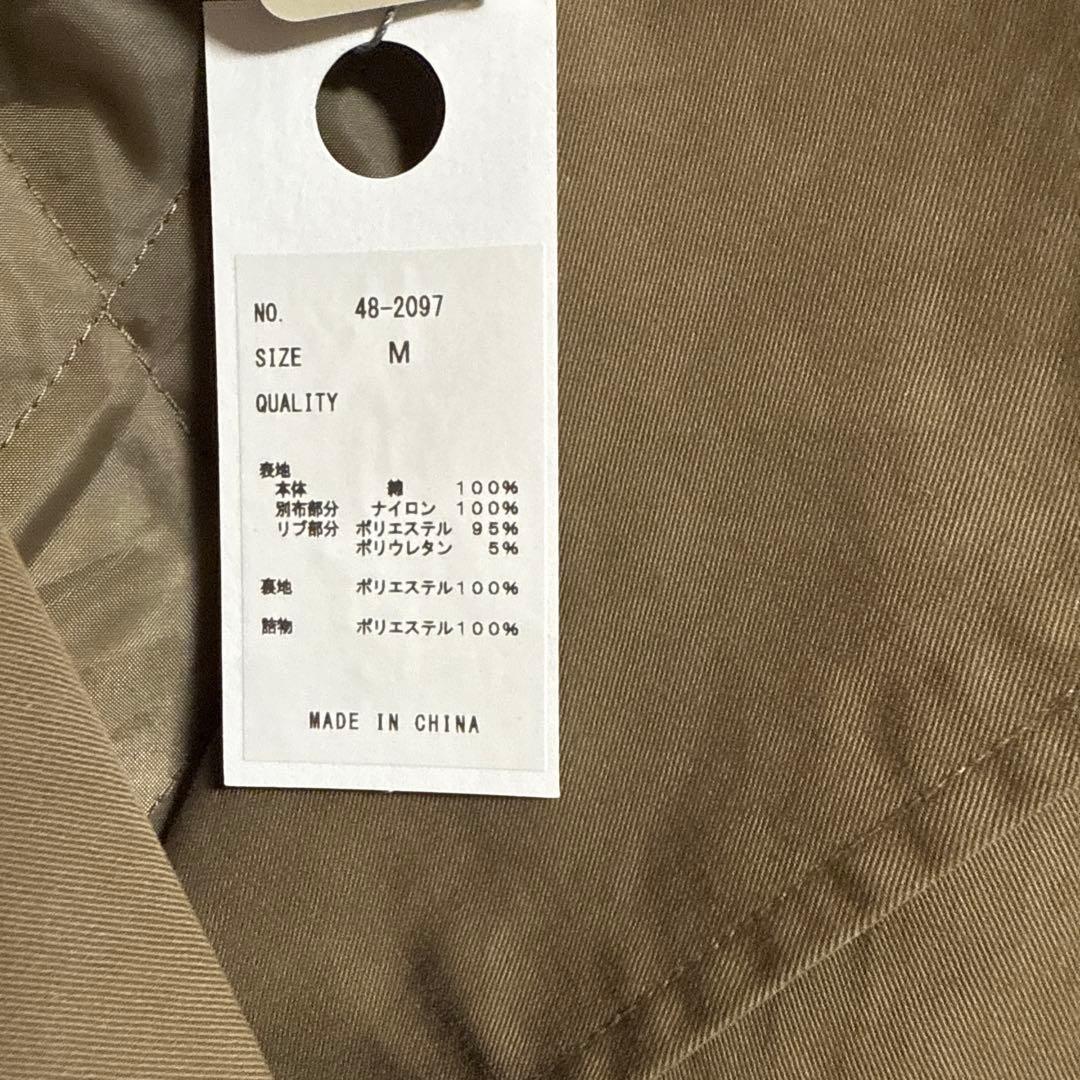 NO. 48-2097
SIZE M
QUALITY
表地
本体 綿 100%
別布部分 ナイロン 100%
リブ部分 ポリエステル 95%
ポリウレタン 5%
裏地 ポリエステル100%
詰物 ポリエステル100%
MADE IN CHINA